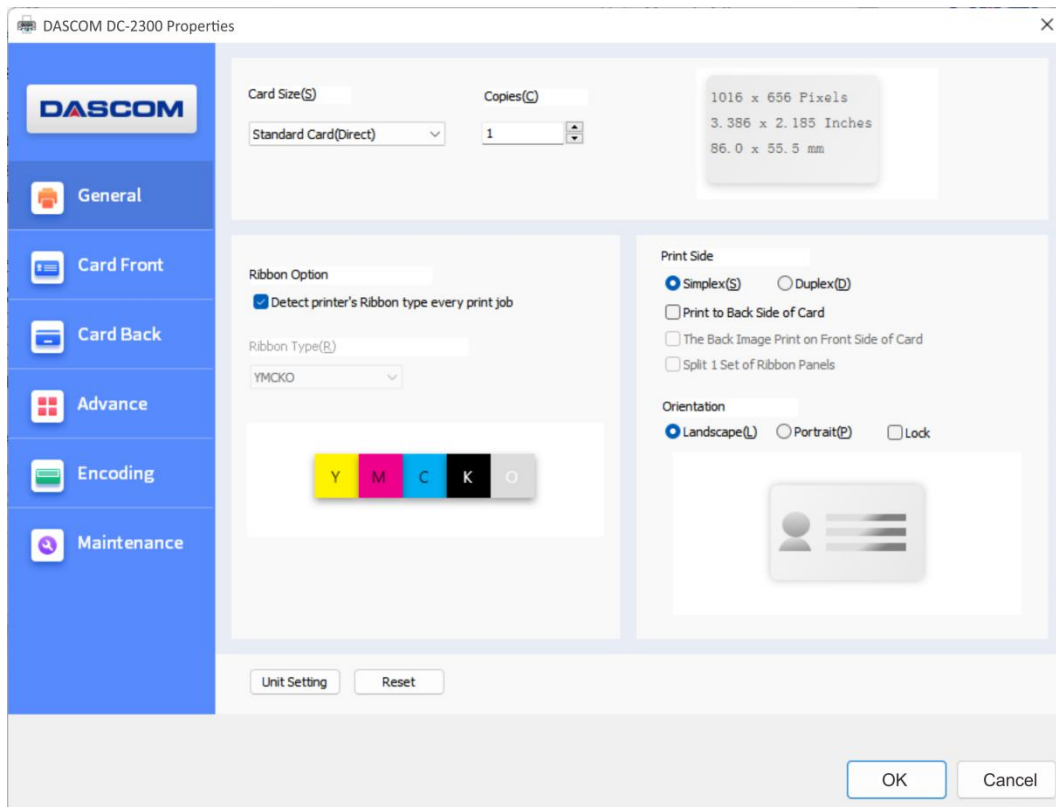 DASCOM DC-2300 Properties
DASCOM
General
Card Front
Card Back
Advance
Encoding
Maintenance
Card Size(S)
Copies(C)
Standard Card(Direct)
1
1016 x 656 Pixels
3.386 x 2.185 Inches
86.0 x 55.5 mm
Ribbon Option
Detect printer's Ribbon type every print job
Ribbon Type(R)
YMCKO
Y M C K O
Print Side
Simplex(S) Duplex(D)
Print to Back Side of Card
The Back Image Print on Front Side of Card
Split 1 Set of Ribbon Panels
Orientation
Landscape(L) Portrait(P) Lock
Unit Setting Reset
OK Cancel